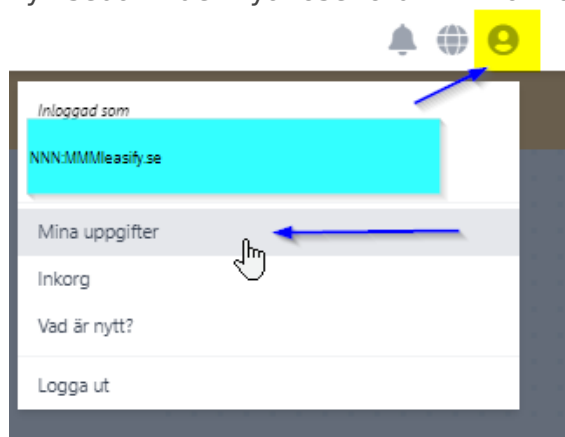 Inloggad som
NNN:MMMleasify.se
Mina uppgifter
Inkorg
Vad är nytt?
Logga ut